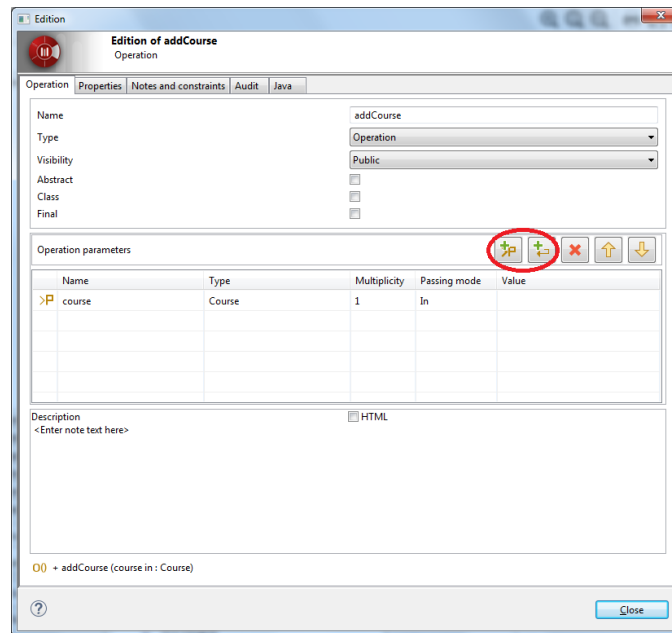 Edition
Edition of addCourse
Operation
Operation Properties Notes and constraints Audit Java
Name addCourse
Type Operation
Visibility Public
Abstract
Class
Final
Operation parameters
Name Type Multiplicity Passing mode Value
course Course 1 In
Description HTML
<Enter note text here>
O() + addCourse (course in : Course)
Close